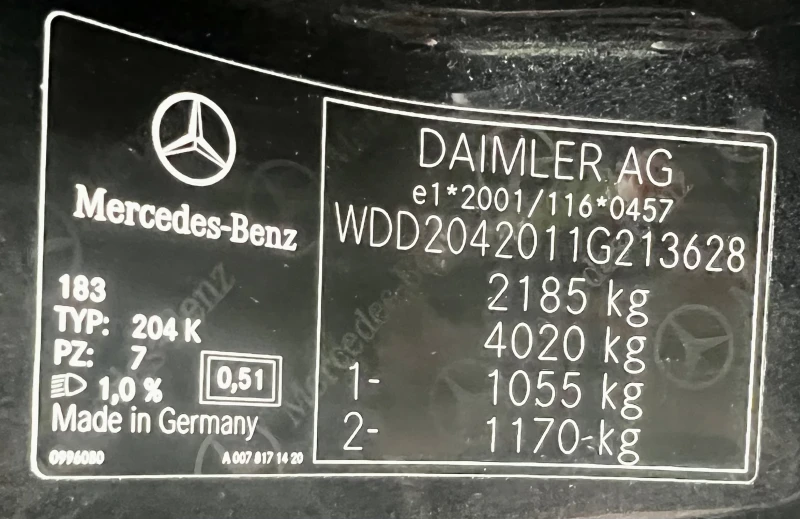 Mercedes-Benz
183
TYP: 204 K
PZ: 7
1,0 %
0,51
Made in Germany
0996080
A 007 817 14 20
DAIMLER AG
e1*2001/116*0457
WDD2042011G213628
2185 kg
4020 kg
1- 1055 kg
2- 1170 kg